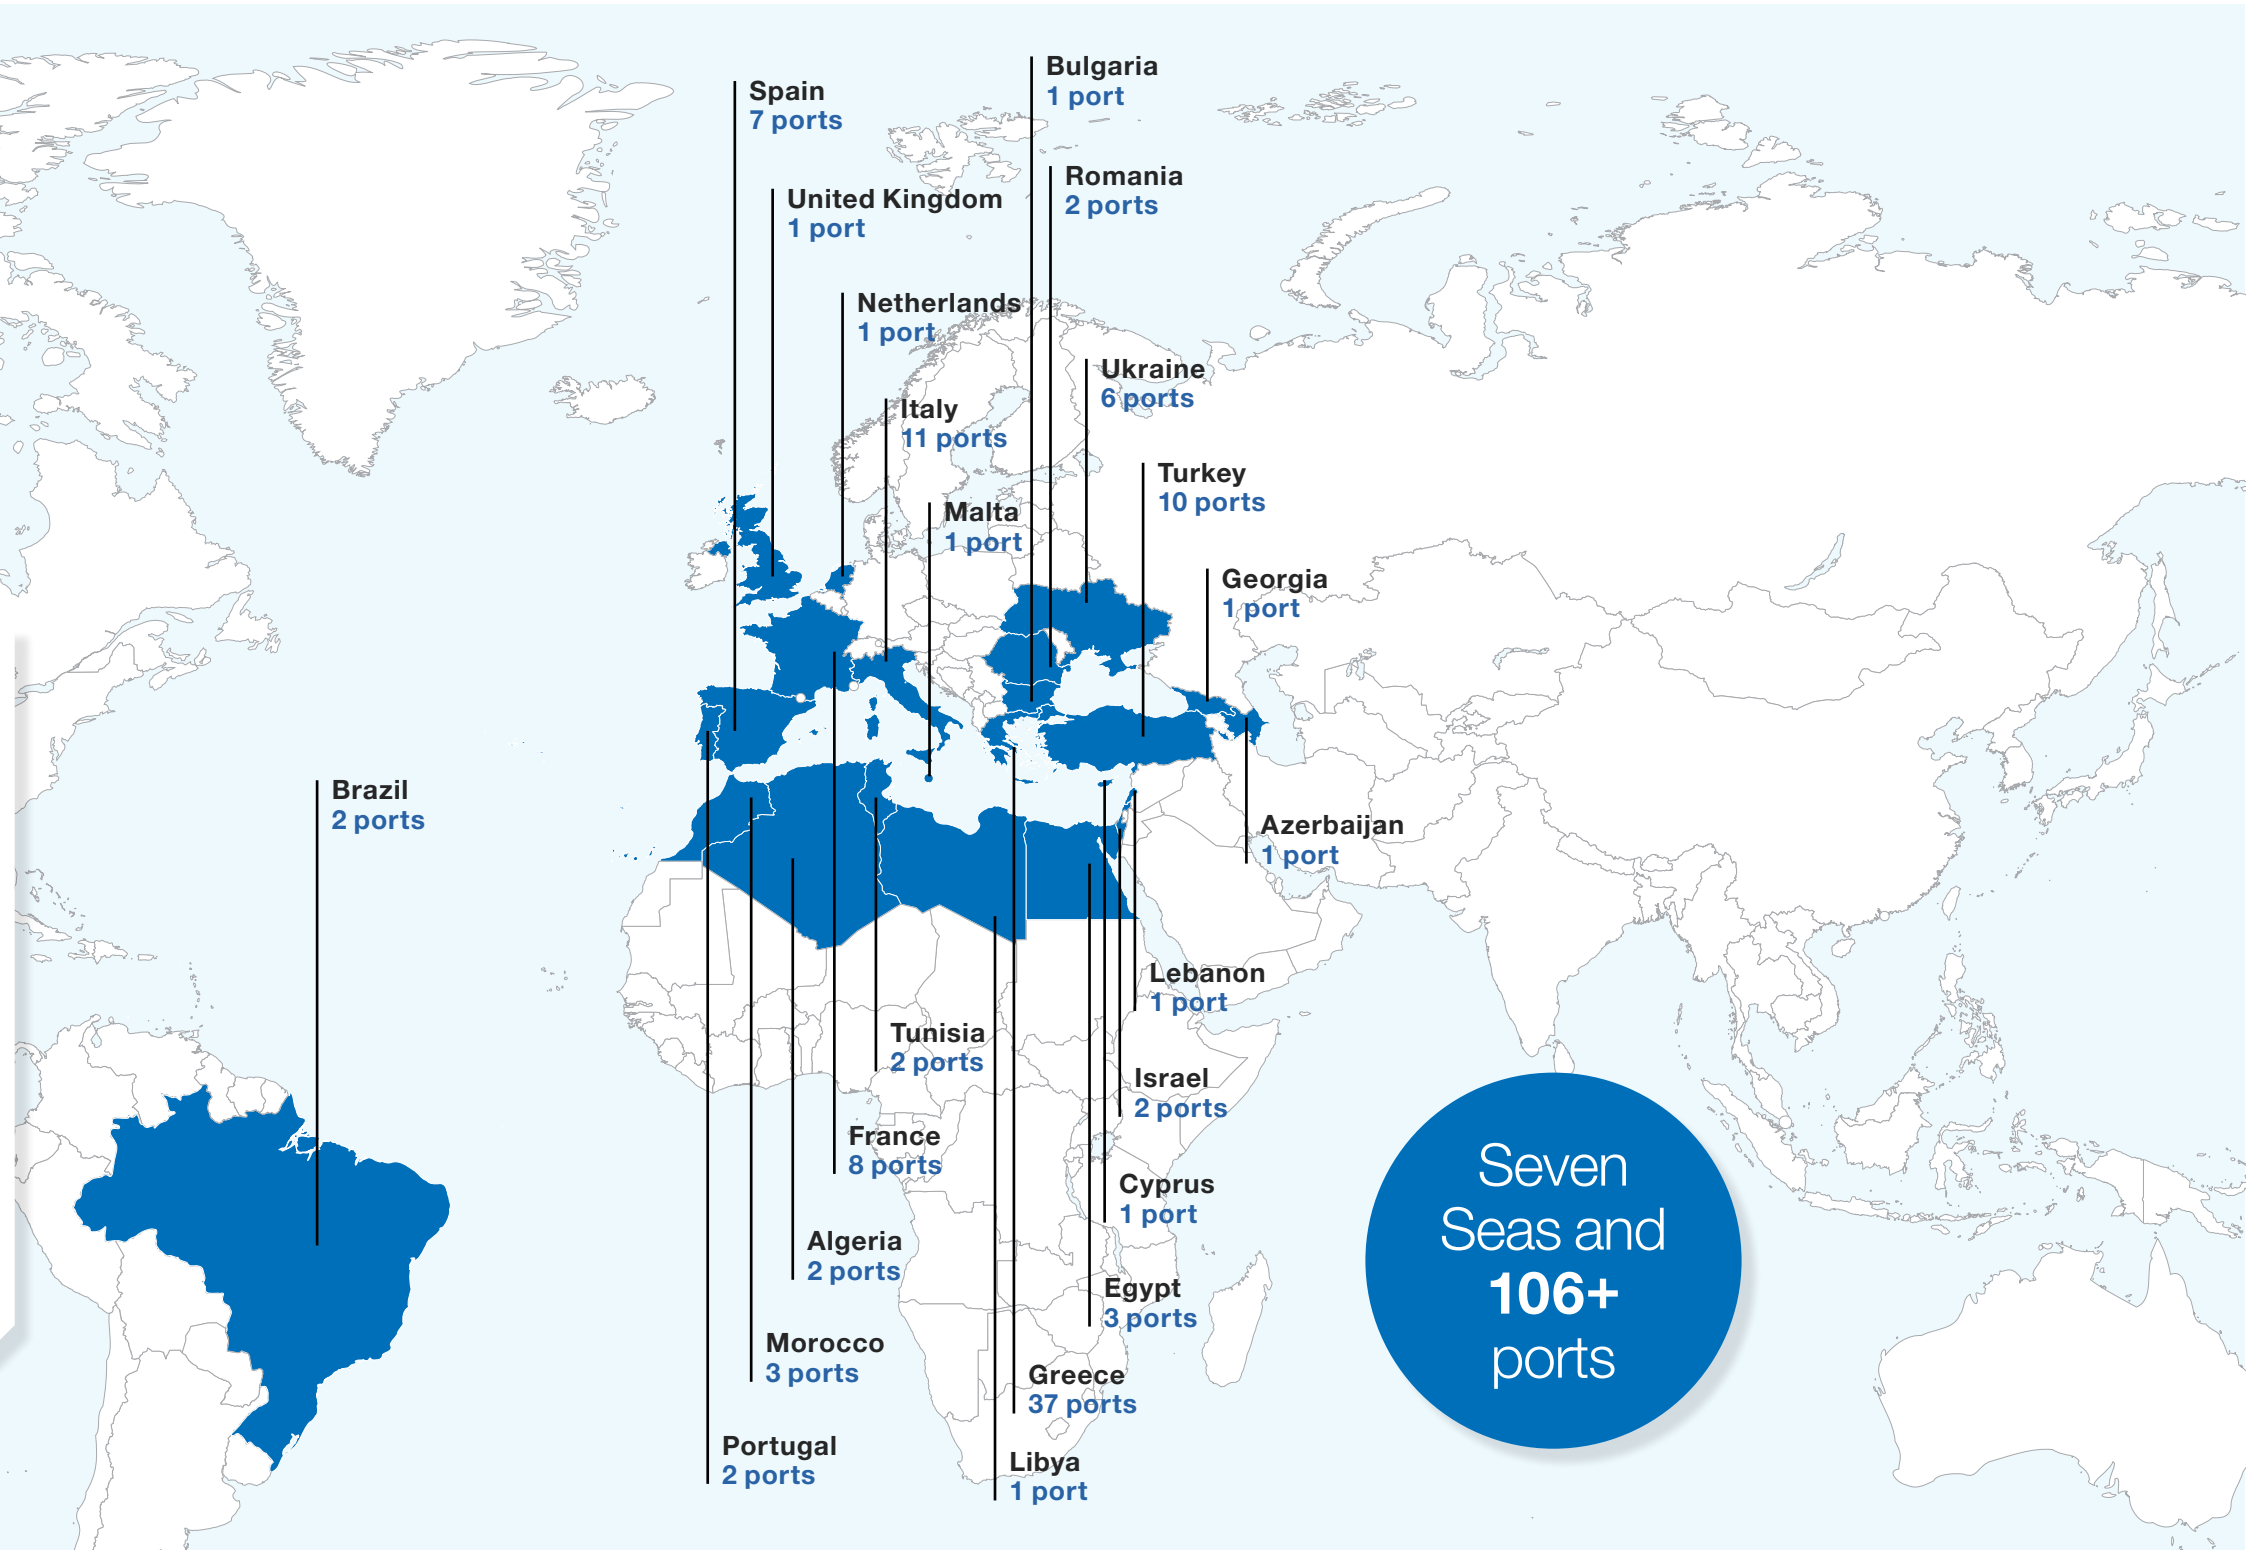 Bulgaria
1 port
Spain
7 ports
Romania
2 ports
United Kingdom
1 port
Netherlands
1 port
Ukraine
6 ports
Italy
11 ports
Turkey
10 ports
Malta
1 port
Georgia
1 port
Brazil
2 ports
Azerbaijan
1 port
Lebanon
1 port
Tunisia
2 ports
Israel
2 ports
France
8 ports
Cyprus
1 port
Algeria
2 ports
Egypt
3 ports
Morocco
3 ports
Greece
37 ports
Portugal
2 ports
Libya
1 port
Seven
Seas and
106+
ports